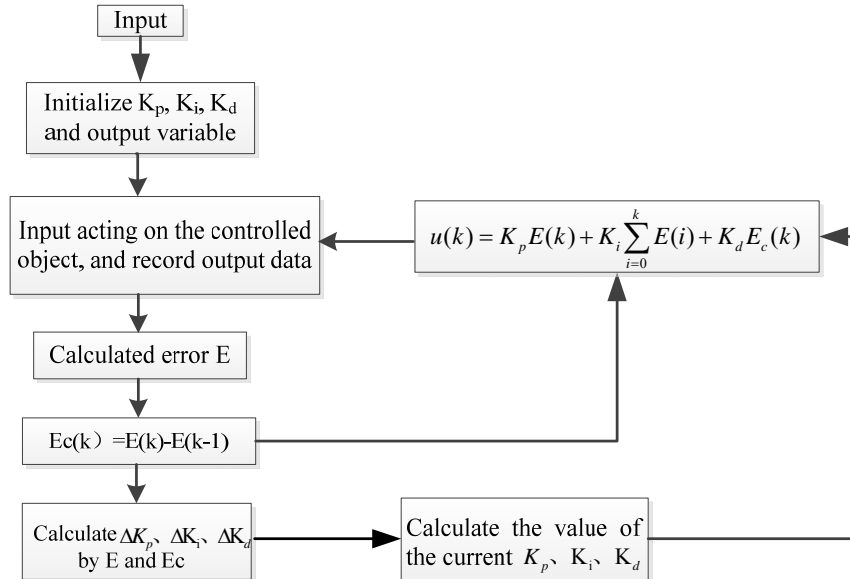 Input
Initialize Kp, Ki, Kd
and output variable
Input acting on the controlled
object, and record output data
u(k) = KpE(k) + Ki ∑_{i=0}^{k} E(i) + KdEc(k)
Calculated error E
Ec(k）=E(k)-E(k-1)
Calculate ΔKp、ΔKi、ΔKd
by E and Ec
Calculate the value of
the current Kp、Ki、Kd